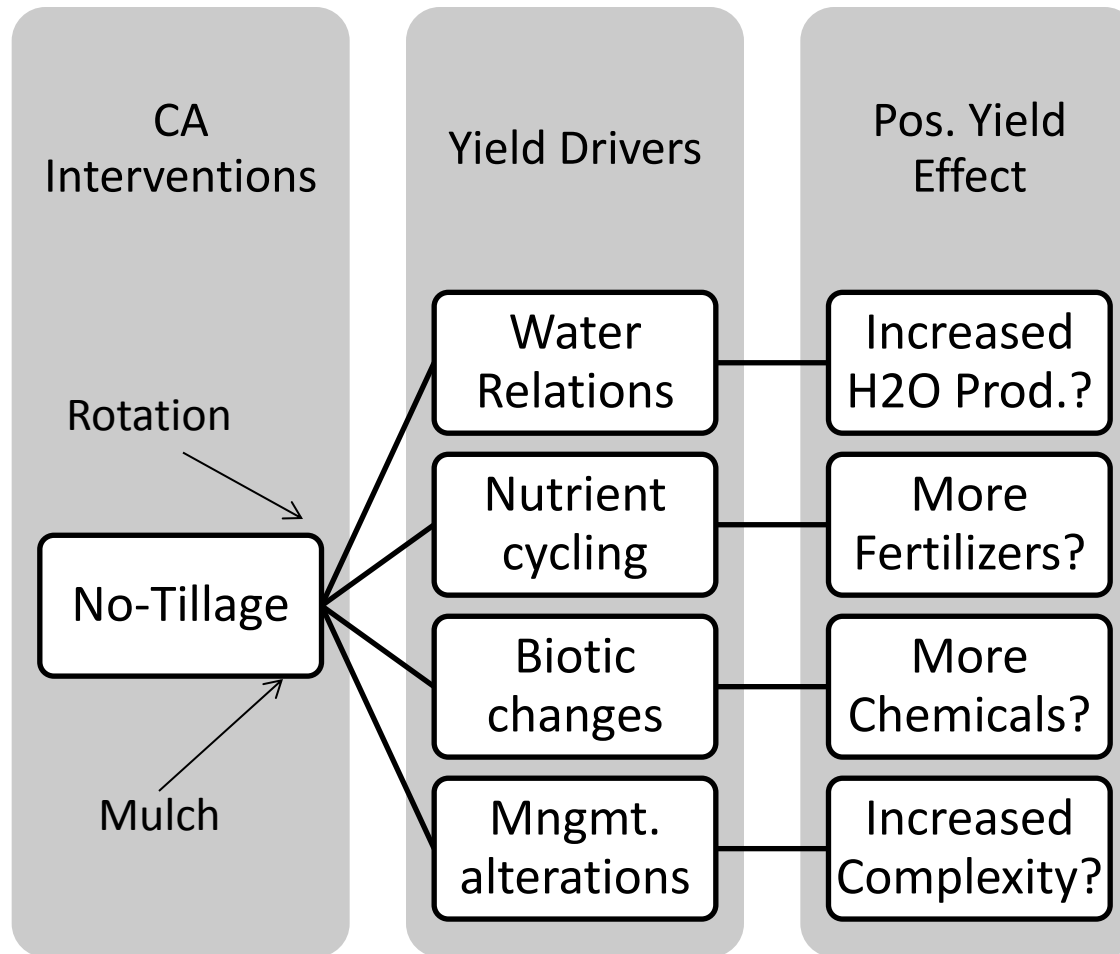 CA
Interventions
Rotation
No-Tillage
Mulch
Yield Drivers
Water
Relations
Nutrient
cycling
Biotic
changes
Mngmt.
alterations
Pos. Yield
Effect
Increased
H2O Prod.?
More
Fertilizers?
More
Chemicals?
Increased
Complexity?